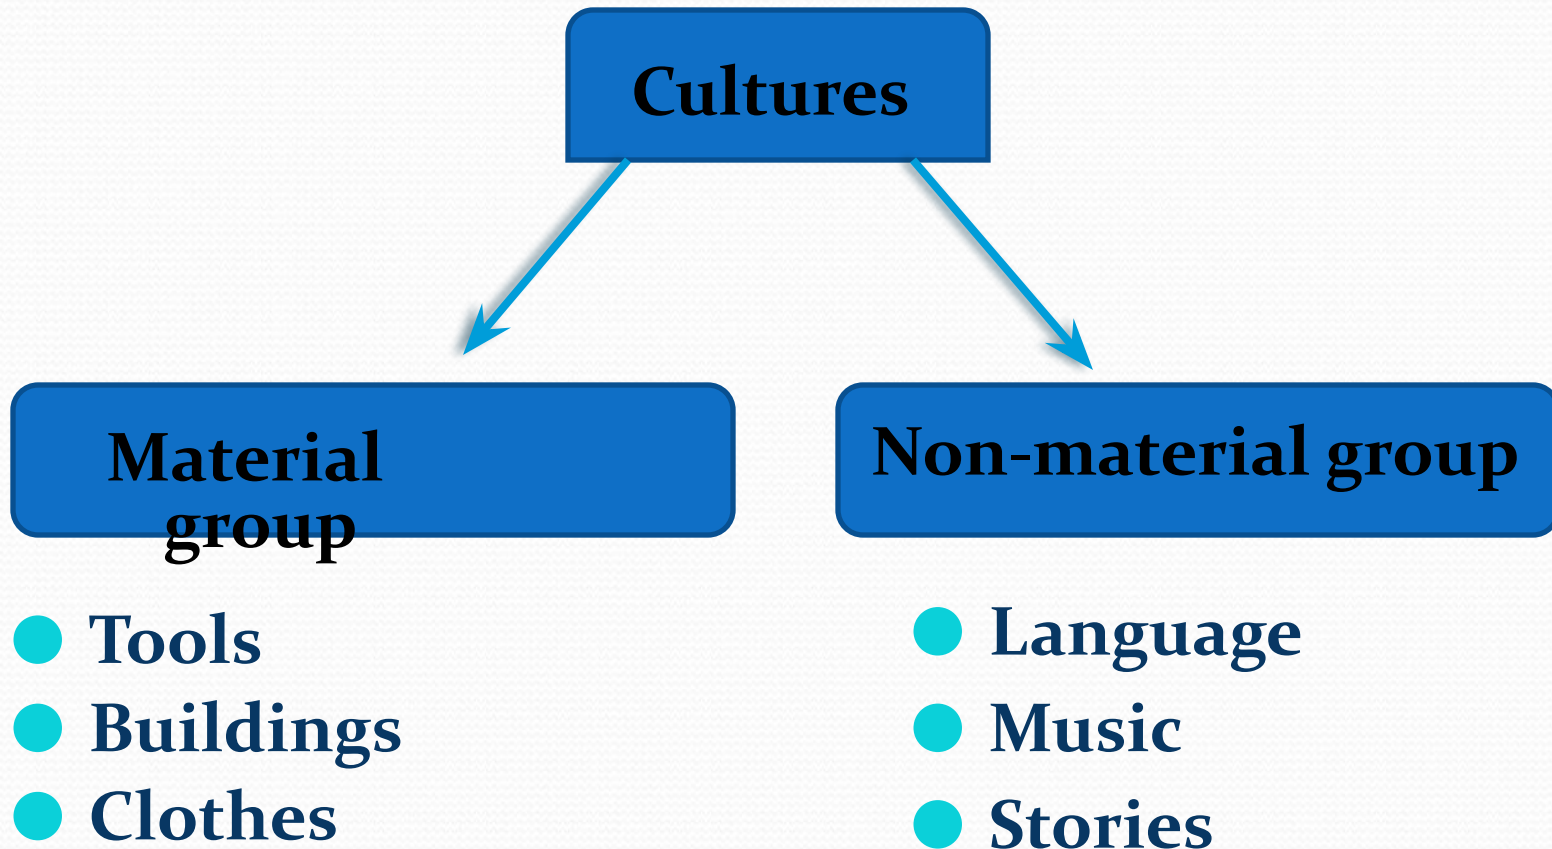 Cultures
Material
group
Non-material group
Tools
Buildings
Clothes
Language
Music
Stories